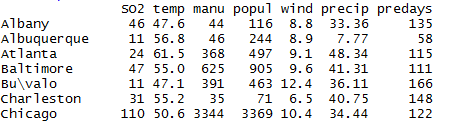 SO2 temp manu popul wind precip predays
Albany 46 47.6 44 116 8.8 33.36 135
Albuquerque 11 56.8 46 244 8.9 7.77 58
Atlanta 24 61.5 368 497 9.1 48.34 115
Baltimore 47 55.0 625 905 9.6 41.31 111
Bu\valo 11 47.1 391 463 12.4 36.11 166
Charleston 31 55.2 35 71 6.5 40.75 148
Chicago 110 50.6 3344 3369 10.4 34.44 122